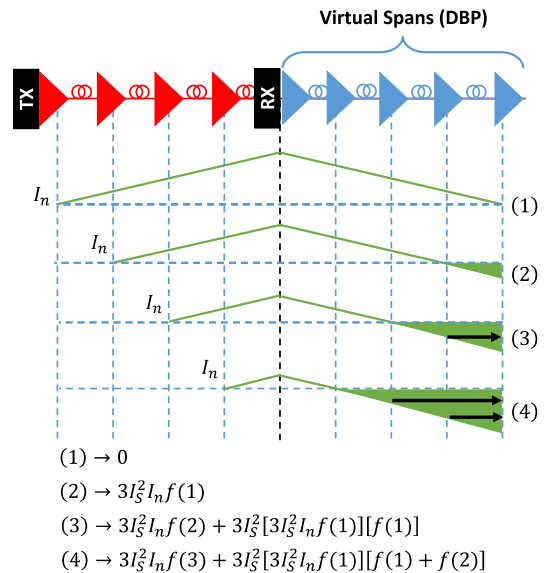 Virtual Spans (DBP)
TX
RX
I_n
(1)
I_n
(2)
I_n
(3)
I_n
(4)
(1) → 0
(2) → 3I_S^2 I_n f(1)
(3) → 3I_S^2 I_n f(2) + 3I_S^2[3I_S^2 I_n f(1)][f(1)]
(4) → 3I_S^2 I_n f(3) + 3I_S^2[3I_S^2 I_n f(1)][f(1) + f(2)]